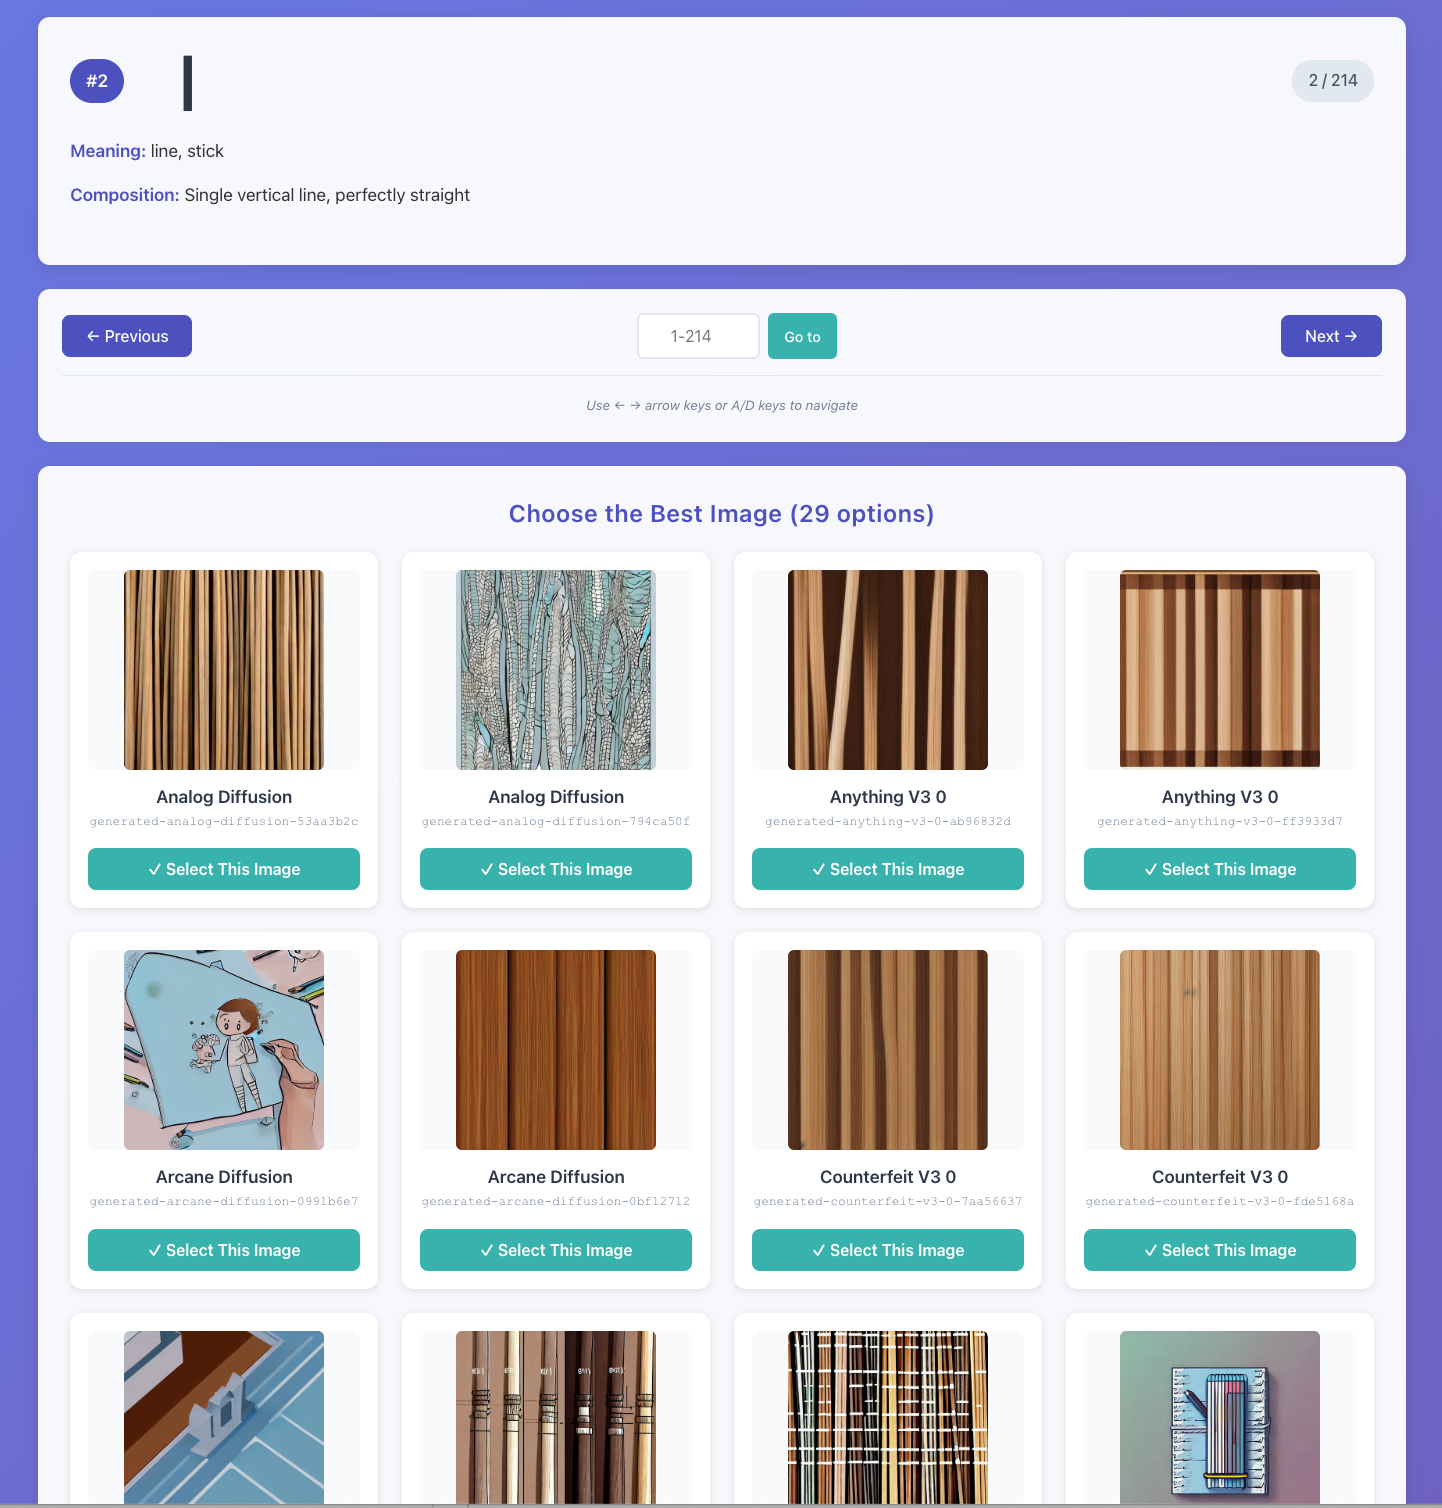 #2 | 2 / 214
Meaning: line, stick
Composition: Single vertical line, perfectly straight
← Previous 1-214 Go to Next →
Use ← → arrow keys or A/D keys to navigate
Choose the Best Image (29 options)
Analog Diffusion Analog Diffusion Anything V3 0 Anything V3 0
generated-analog-diffusion-53aa3b2c generated-analog-diffusion-794ca50f generated-anything-v3-0-ab96832d generated-anything-v3-0-ff3933d7
✓ Select This Image ✓ Select This Image ✓ Select This Image ✓ Select This Image
Arcane Diffusion Arcane Diffusion Counterfeit V3 0 Counterfeit V3 0
generated-arcane-diffusion-0991b6e7 generated-arcane-diffusion-0bf12712 generated-counterfeit-v3-0-7aa56637 generated-counterfeit-v3-0-fde5168a
✓ Select This Image ✓ Select This Image ✓ Select This Image ✓ Select This Image